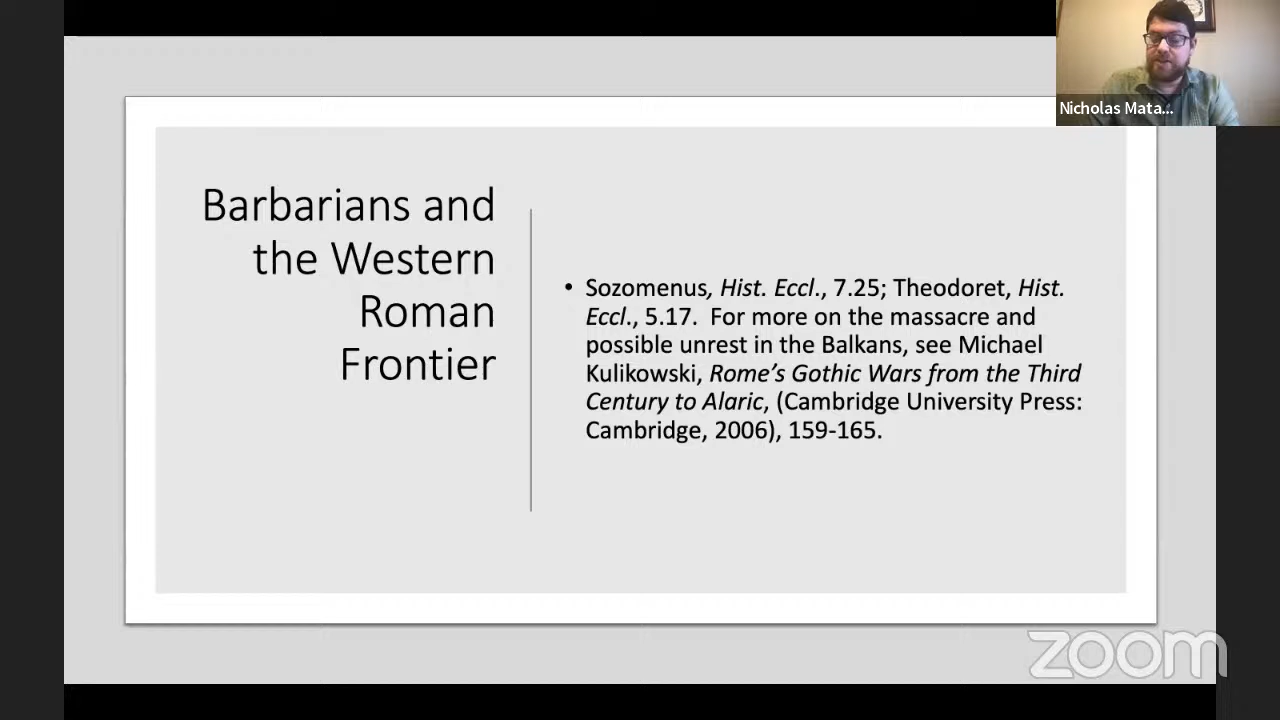 Nicholas Mata...
Barbarians and
the Western
Roman
Frontier
• Sozomenus, Hist. Eccl., 7.25; Theodoret, Hist.
Eccl., 5.17. For more on the massacre and
possible unrest in the Balkans, see Michael
Kulikowski, Rome’s Gothic Wars from the Third
Century to Alaric, (Cambridge University Press:
Cambridge, 2006), 159-165.
zoom